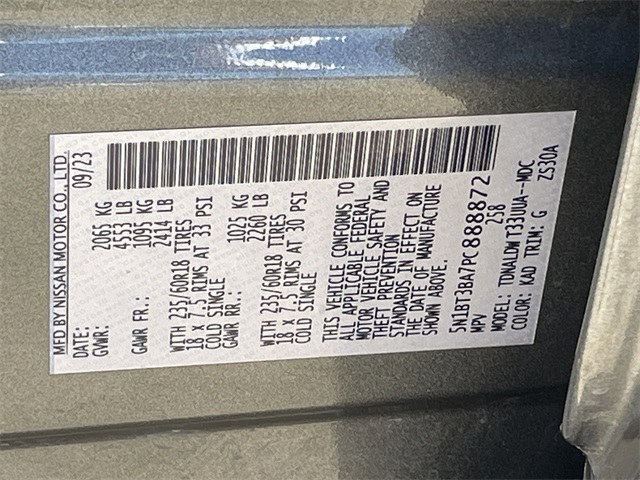 MFD BY NISSAN MOTOR CO., LTD.
DATE: 09/23
GVWR: 2065 KG
4553 LB
GAWR FR.: 1095 KG
2414 LB
WITH 235/60R18 TIRES
18 X 7.5 RIMS AT 33 PSI
COLD SINGLE
GAWR RR.: 1025 KG
2260 LB
WITH 235/60R18 TIRES
18 X 7.5 RIMS AT 30 PSI
COLD SINGLE
THIS VEHICLE CONFORMS TO
ALL APPLICABLE FEDERAL
MOTOR VEHICLE SAFETY AND
THEFT PREVENTION
STANDARDS IN EFFECT ON
THE DATE OF MANUFACTURE
SHOWN ABOVE.
5N1BT3BA7PC888872
MPV 258
MODEL: TDNALDW T33UUA--MDC
COLOR: KAD TRIM: G ZS30A